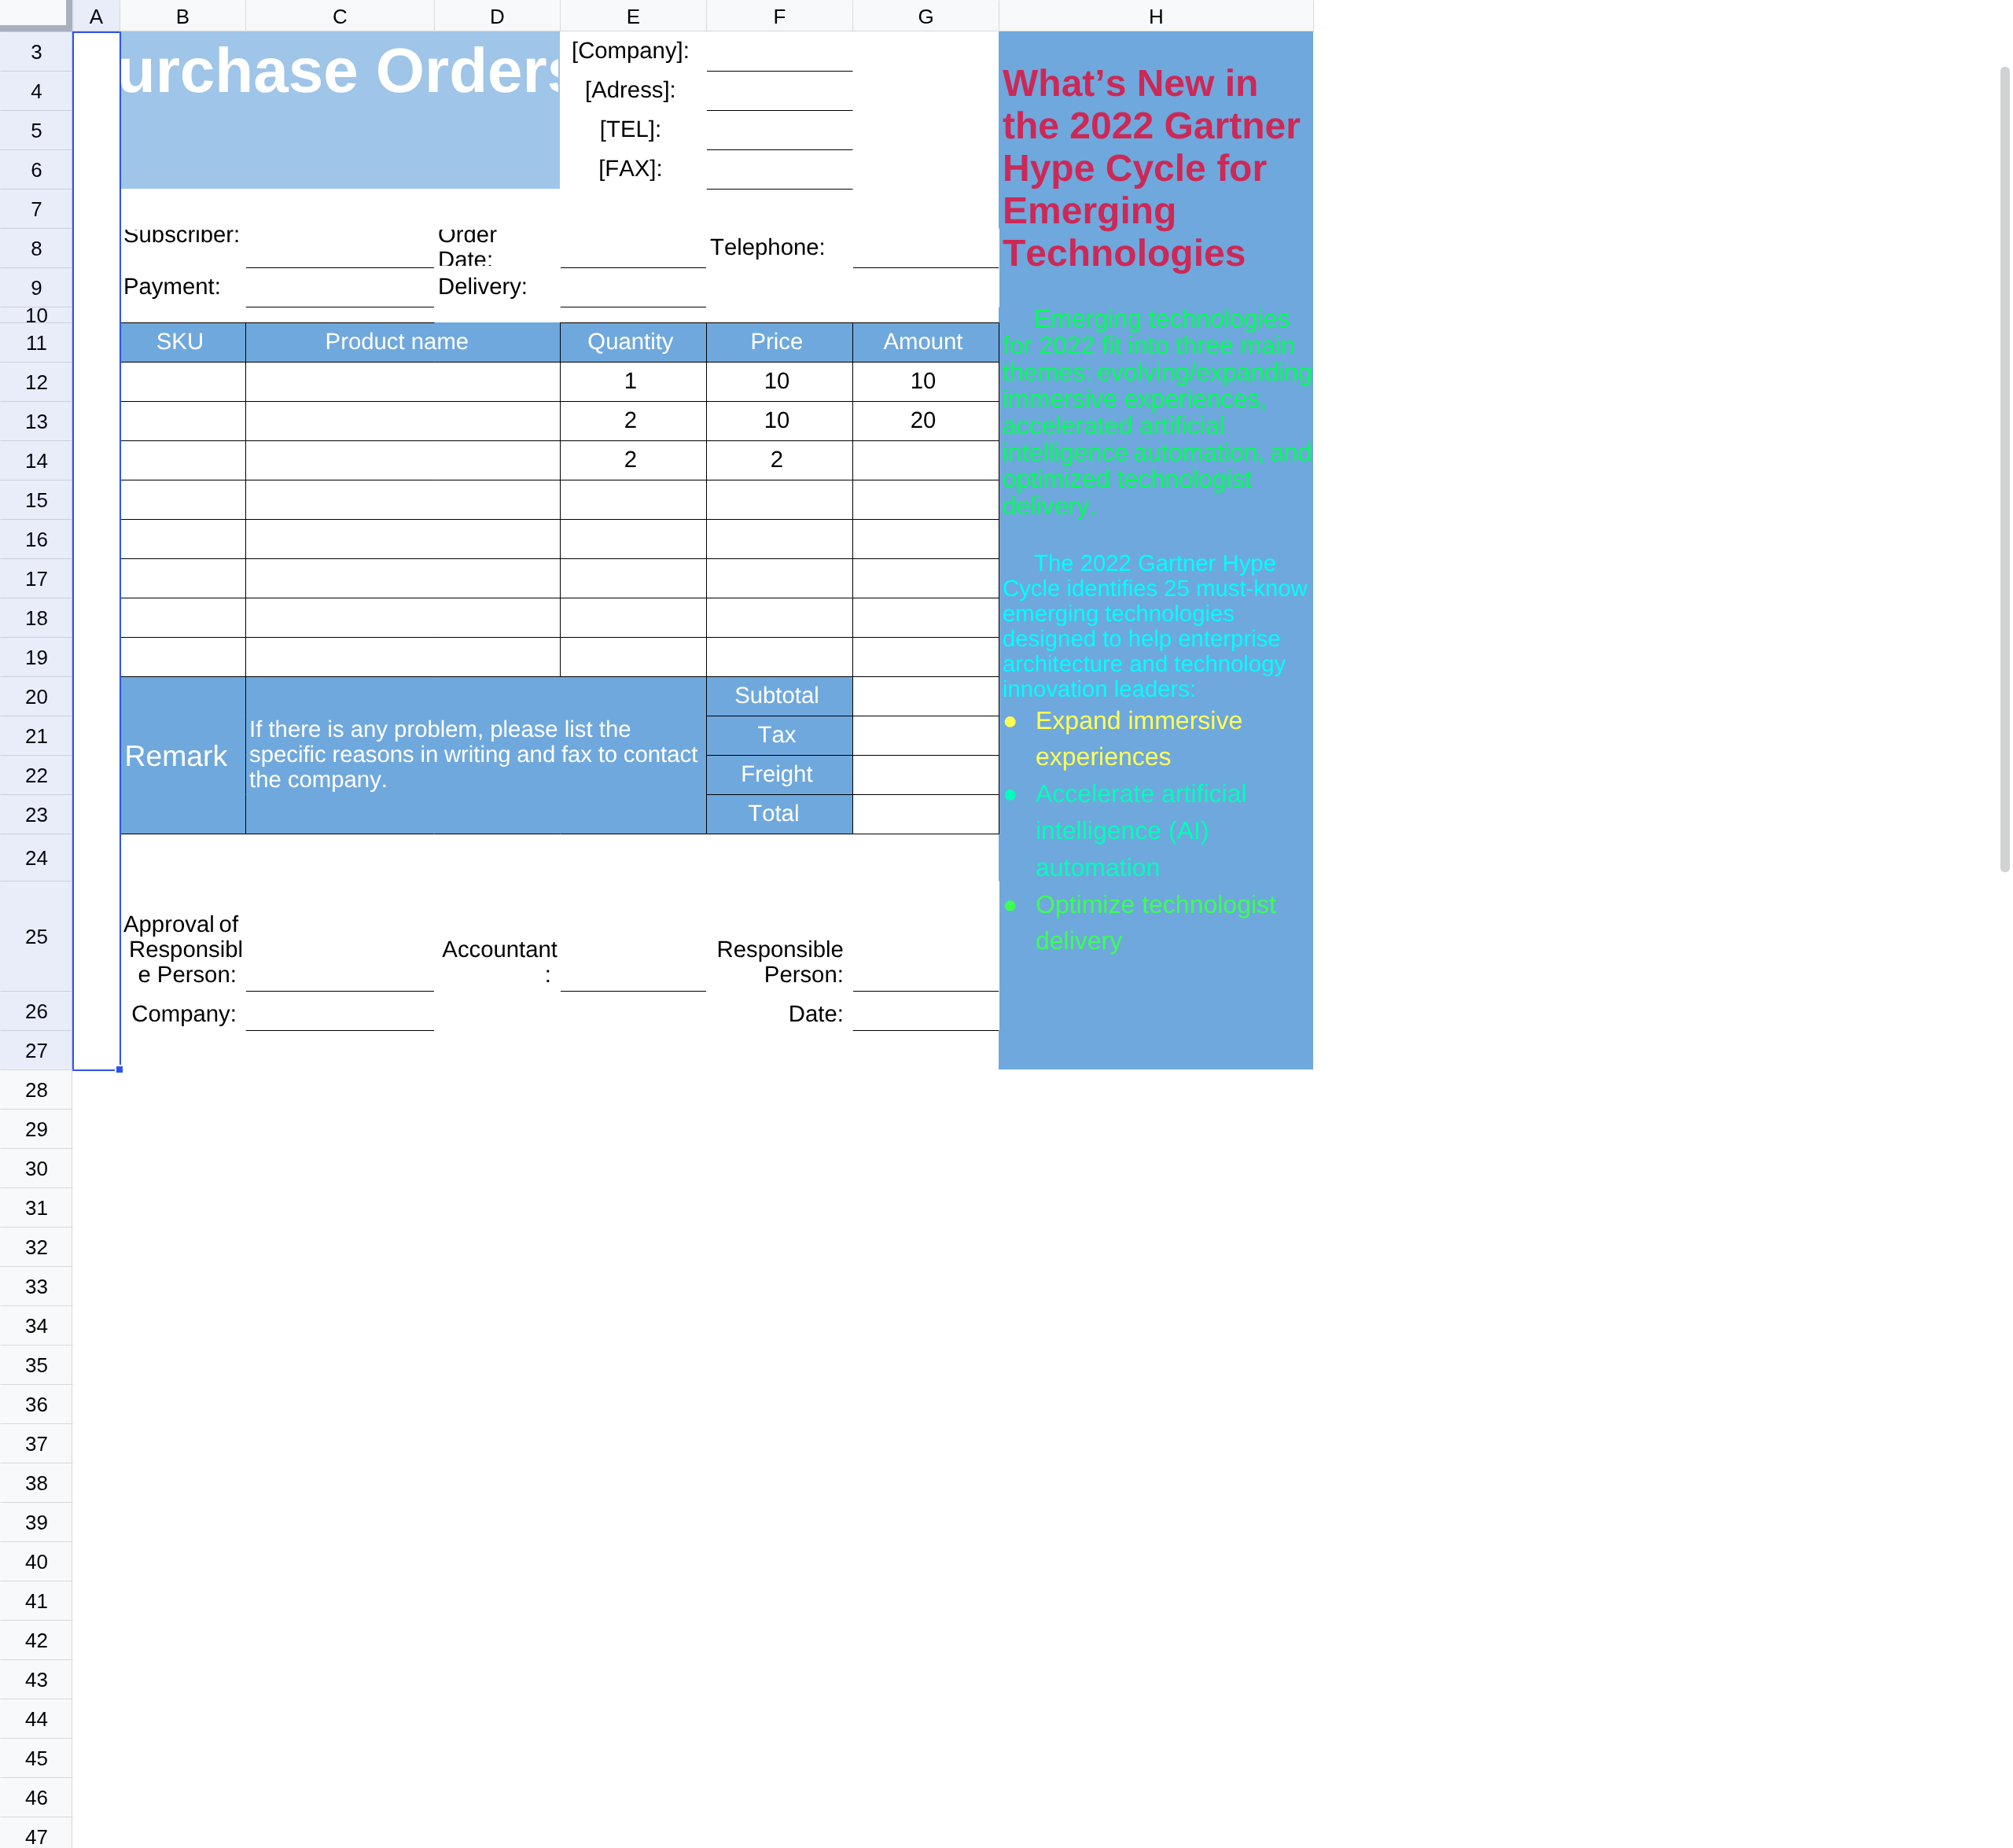 A B C D E F G H
3
4
5
6
7
8
9
10
11
12
13
14
15
16
17
18
19
20
21
22
23
24
25
26
27
28
29
30
31
32
33
34
35
36
37
38
39
40
41
42
43
44
45
46
47
urchase Orders
[Company]:
[Adress]:
[TEL]:
[FAX]:
Subscriber:
Order
Date:
Telephone:
Payment:
Delivery:
SKU Product name Quantity Price Amount
1 10 10
2 10 20
2 2
Remark
If there is any problem, please list the
specific reasons in writing and fax to contact
the company.
Subtotal
Tax
Freight
Total
Approval of
Responsibl
e Person:
Accountant
:
Responsible
Person:
Company:
Date:
What’s New in
the 2022 Gartner
Hype Cycle for
Emerging
Technologies
Emerging technologies
for 2022 fit into three main
themes: evolving/expanding
immersive experiences,
accelerated artificial
intelligence automation, and
optimized technologist
delivery.
The 2022 Gartner Hype
Cycle identifies 25 must-know
emerging technologies
designed to help enterprise
architecture and technology
innovation leaders:
● Expand immersive
experiences
● Accelerate artificial
intelligence (AI)
automation
● Optimize technologist
delivery